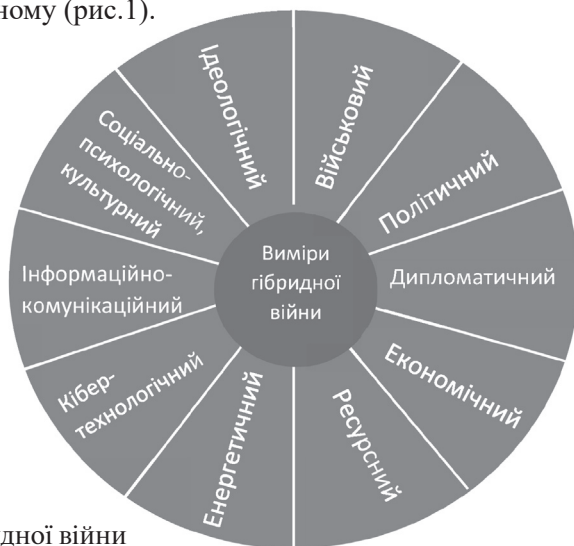 ному (рис.1).
Ідеологічний
Військовий
Політичний
Дипломатичний
Економічний
Ресурсний
Енергетичний
Кібер-
технологічний
Інформаційно-
комунікаційний
Соціально-
психологічний,
культурний
Виміри
гібридної
війни
дної війни